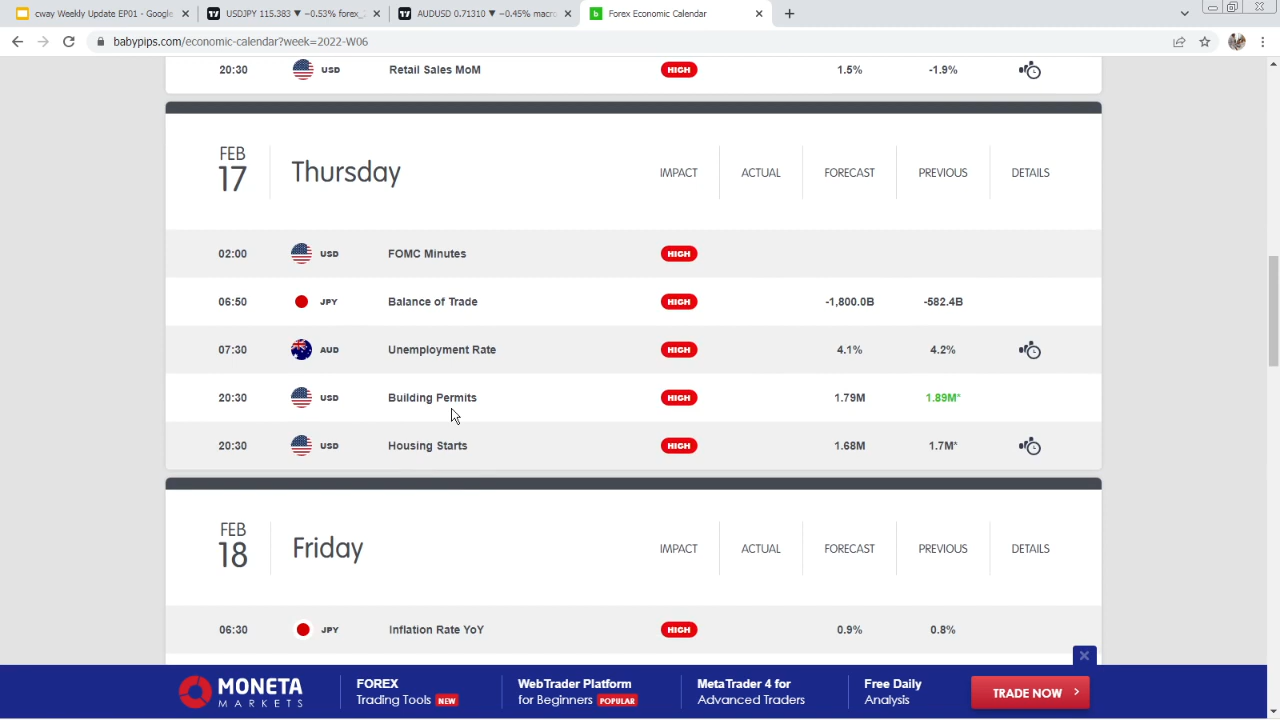 cway Weekly Update EP01 - Google
USDJPY 115.383 ▼ −0.53% forex_
AUDUSD 0.71310 ▼ −0.45% macro
Forex Economic Calendar
babypips.com/economic-calendar?week=2022-W06
20:30 USD Retail Sales MoM HIGH 1.5% -1.9%
FEB
17 Thursday IMPACT ACTUAL FORECAST PREVIOUS DETAILS
02:00 USD FOMC Minutes HIGH
06:50 JPY Balance of Trade HIGH -1,800.0B -582.4B
07:30 AUD Unemployment Rate HIGH 4.1% 4.2%
20:30 USD Building Permits HIGH 1.79M 1.89M*
20:30 USD Housing Starts HIGH 1.68M 1.7M*
FEB
18 Friday IMPACT ACTUAL FORECAST PREVIOUS DETAILS
06:30 JPY Inflation Rate YoY HIGH 0.9% 0.8%
MONETA
MARKETS
FOREX
Trading Tools NEW
WebTrader Platform
for Beginners POPULAR
MetaTrader 4 for
Advanced Traders
Free Daily
Analysis
TRADE NOW